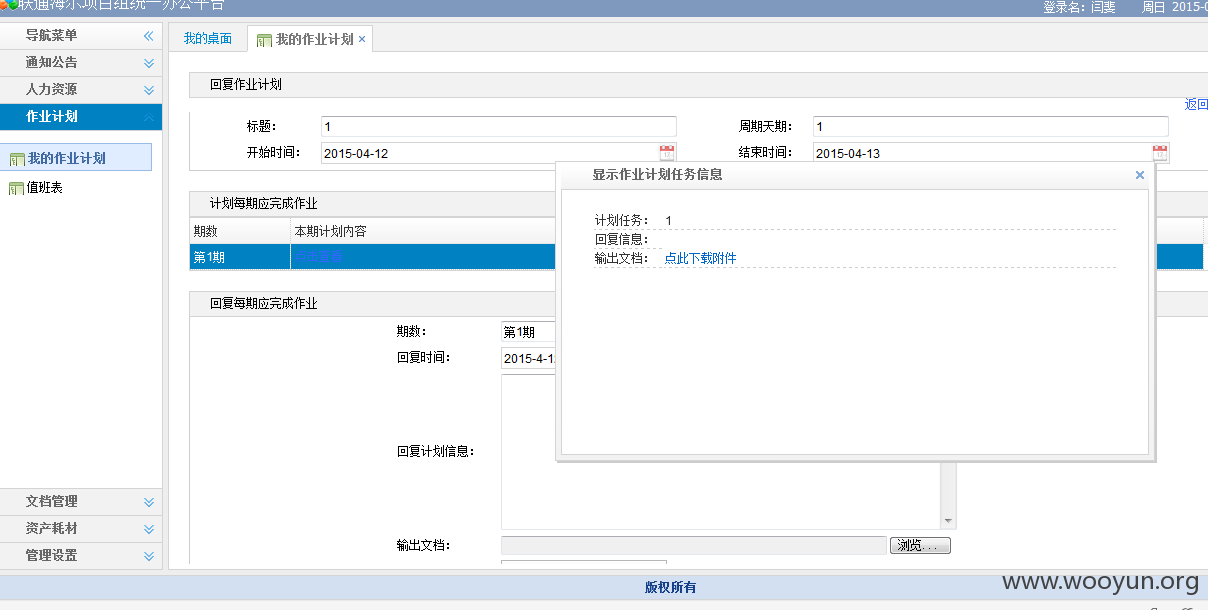 联通海尔项目组统一办公平台
登录名：闫斐 周日 2015-0
导航菜单
通知公告
人力资源
作业计划
我的作业计划
值班表
文档管理
资产耗材
管理设置
我的桌面 我的作业计划 ×
回复作业计划
返回
标题： 1 周期天期： 1
开始时间： 2015-04-12 结束时间： 2015-04-13
计划每期应完成作业
期数 本期计划内容
第1期
回复每期应完成作业
期数： 第1期
回复时间： 2015-4-1
回复计划信息：
输出文档： 浏览...
显示作业计划任务信息 ×
计划任务： 1
回复信息：
输出文档： 点此下载附件
版权所有
www.wooyun.org